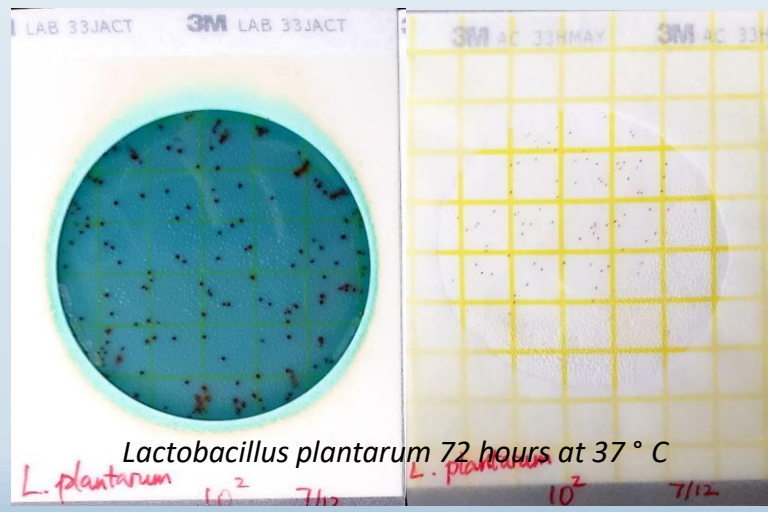 LAB 33JACT 3M LAB 33JACT
3M AC 33HMAY 3M AC 33H
Lactobacillus plantarum 72 hours at 37 ° C
L. plantarum
10² 7/12
L. plantarum
10² 7/12